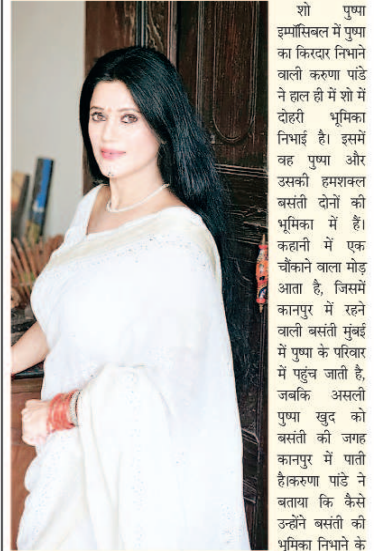 शो पुष्पा
इम्पॉसिबल में पुष्पा
का किरदार निभाने
वाली करुणा पांडे
ने हाल ही में शो में
दोहरी भूमिका
निभाई है। इसमें
वह पुष्पा और
उसकी हमशक्ल
बसंती दोनों की
भूमिका में हैं।
कहानी में एक
चौंकाने वाला मोड़
आता है, जिसमें
कानपुर में रहने
वाली बसंती मुंबई
में पुष्पा के परिवार
में पहुंच जाती है,
जबकि असली
पुष्पा खुद को
बसंती की जगह
कानपुर में पाती
है।करुणा पांडे ने
बताया कि कैसे
उन्होंने बसंती की
भूमिका निभाने के